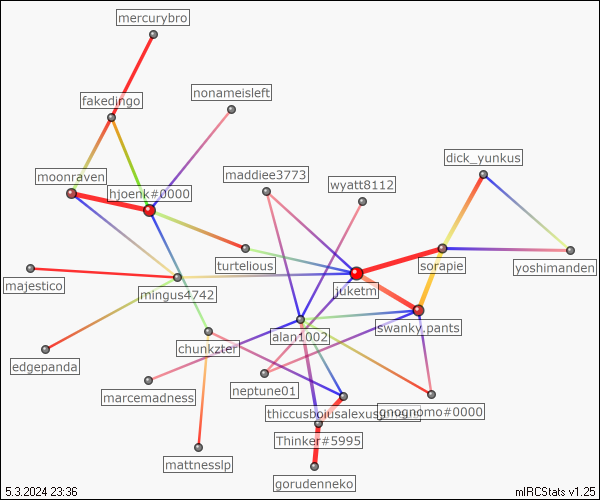 mercurybro
fakedingo
nonameisleft
dick_yunkus
moonraven
maddiee3773
hjoenk#0000
wyatt8112
turtelious
sorapie
yoshimanden
majestico
mingus4742
juketm
swanky.pants
alan1002
chunkzter
edgepanda
marcemadness
neptune01
gnognomo#0000
Thinker#5995
mattnesslp
gorudenneko
5.3.2024 23:36
mIRCStats v1.25